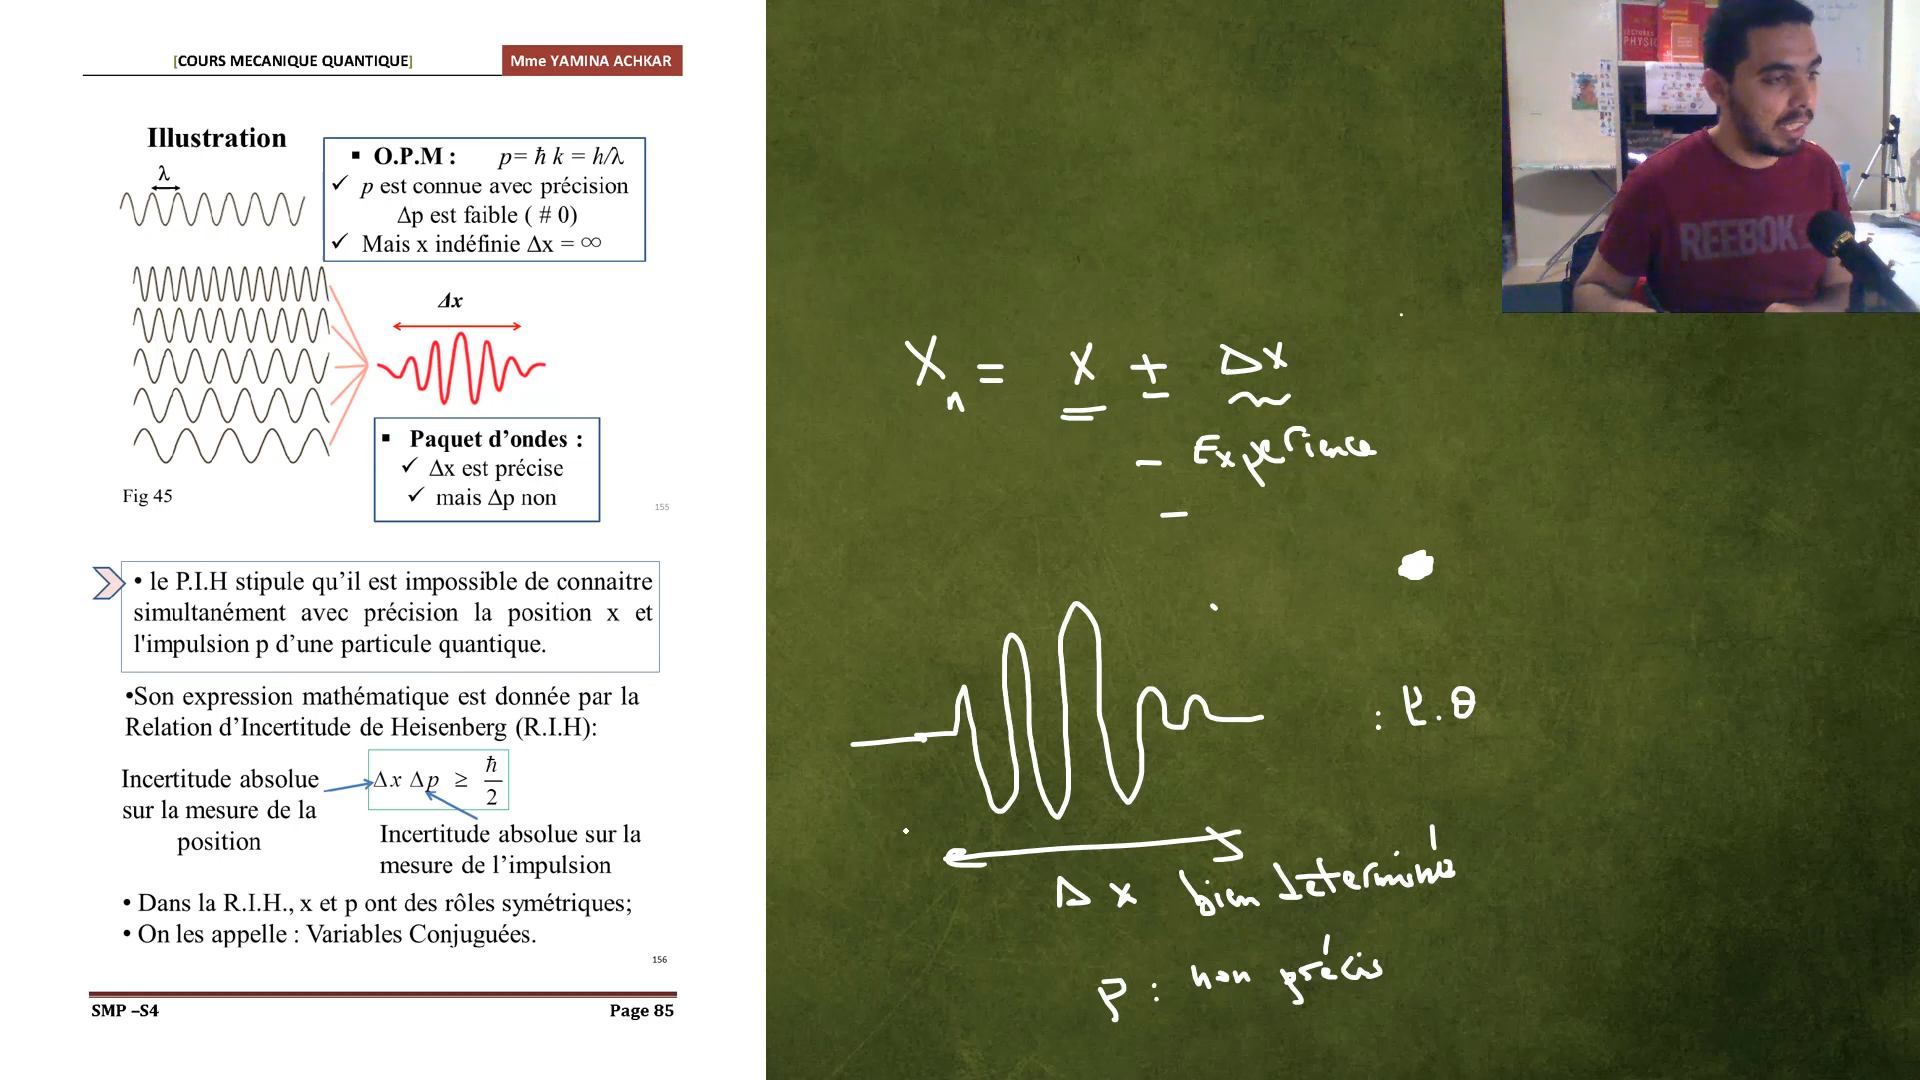 [COURS MECANIQUE QUANTIQUE]
Mme YAMINA ACHKAR
Illustration
λ
▪ O.P.M : p= ħ k = h/λ
✓ p est connue avec précision
Δp est faible ( # 0)
✓ Mais x indéfinie Δx = ∞
Δx
▪ Paquet d’ondes :
✓ Δx est précise
✓ mais Δp non
Fig 45
155
• le P.I.H stipule qu’il est impossible de connaitre
simultanément avec précision la position x et
l'impulsion p d’une particule quantique.
•Son expression mathématique est donnée par la
Relation d’Incertitude de Heisenberg (R.I.H):
Incertitude absolue
sur la mesure de la
position
Δx Δp ≥ ħ/2
Incertitude absolue sur la
mesure de l’impulsion
• Dans la R.I.H., x et p ont des rôles symétriques;
• On les appelle : Variables Conjuguées.
156
SMP –S4
Page 85
X n = x ± Δx
- Experience
-
Δ x bien déterminé
p : non précis
REEBOK